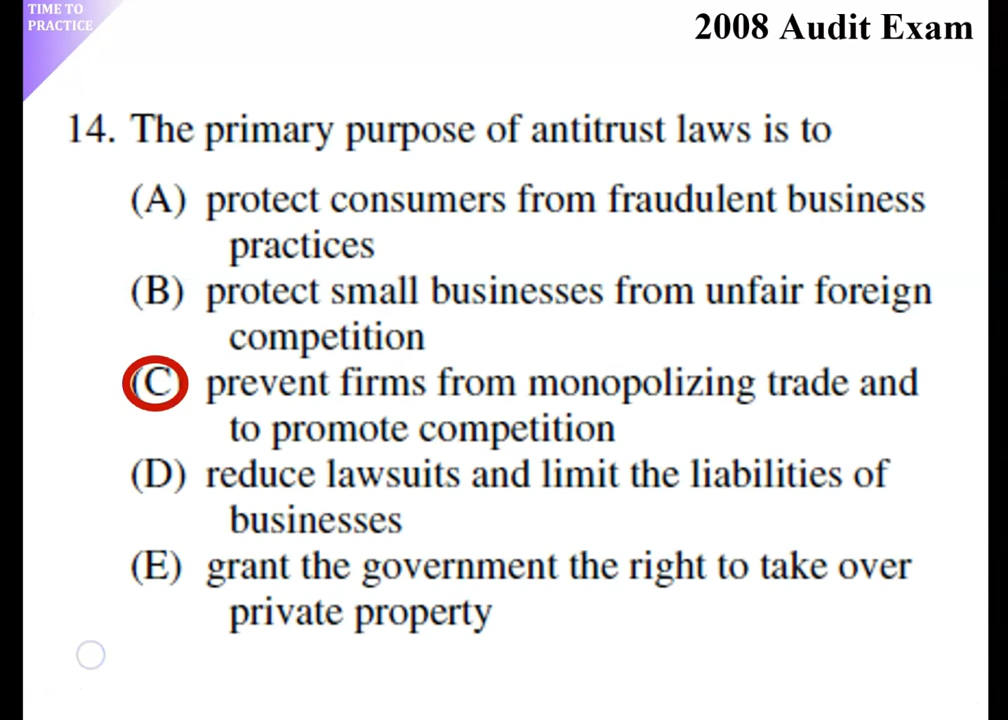 TIME TO
PRACTICE
2008 Audit Exam
14. The primary purpose of antitrust laws is to
(A) protect consumers from fraudulent business
practices
(B) protect small businesses from unfair foreign
competition
(C) prevent firms from monopolizing trade and
to promote competition
(D) reduce lawsuits and limit the liabilities of
businesses
(E) grant the government the right to take over
private property